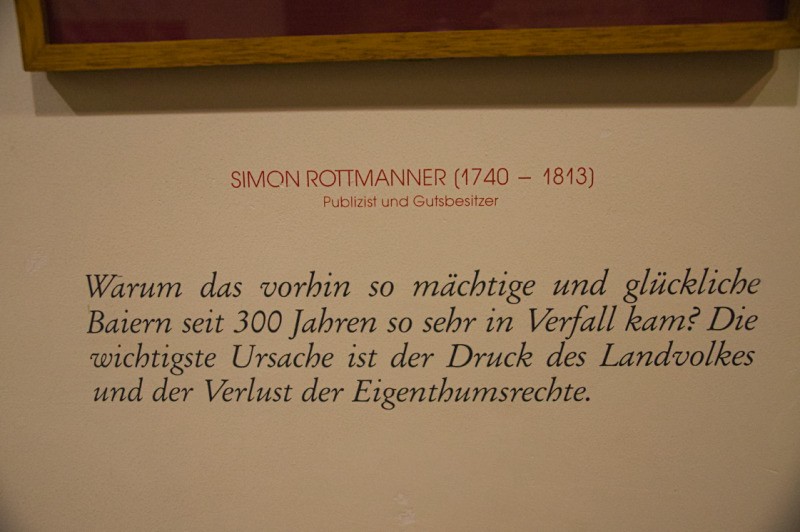 SIMON ROTTMANNER (1740 – 1813)
Publizist und Gutsbesitzer
Warum das vorhin so mächtige und glückliche
Baiern seit 300 Jahren so sehr in Verfall kam? Die
wichtigste Ursache ist der Druck des Landvolkes
und der Verlust der Eigenthumsrechte.